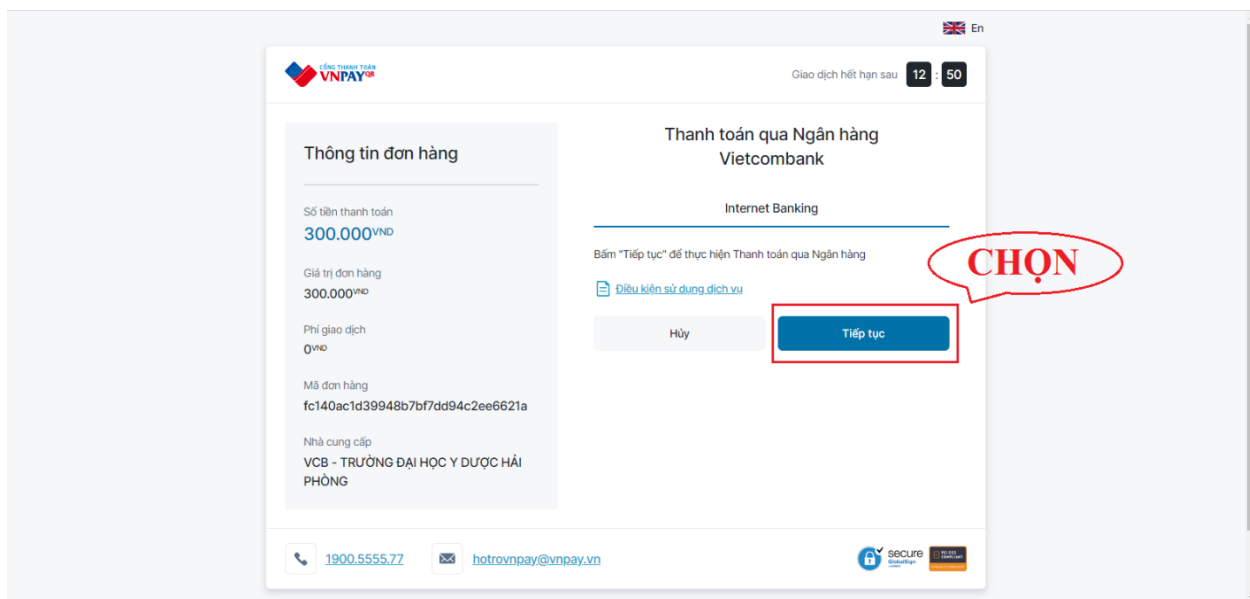 En
CỔNG THANH TOÁN
VNPAYQR
Giao dịch hết hạn sau 12 : 50
Thông tin đơn hàng
Số tiền thanh toán
300.000VND
Giá trị đơn hàng
300.000VND
Phí giao dịch
0VND
Mã đơn hàng
fc140ac1d39948b7bf7dd94c2ee6621a
Nhà cung cấp
VCB - TRƯỜNG ĐẠI HỌC Y DƯỢC HẢI
PHÒNG
Thanh toán qua Ngân hàng
Vietcombank
Internet Banking
Bấm "Tiếp tục" để thực hiện Thanh toán qua Ngân hàng
CHỌN
Điều kiện sử dụng dịch vụ
Hủy
Tiếp tục
1900.5555.77
hotrovnpay@vnpay.vn
secure
GlobalSign